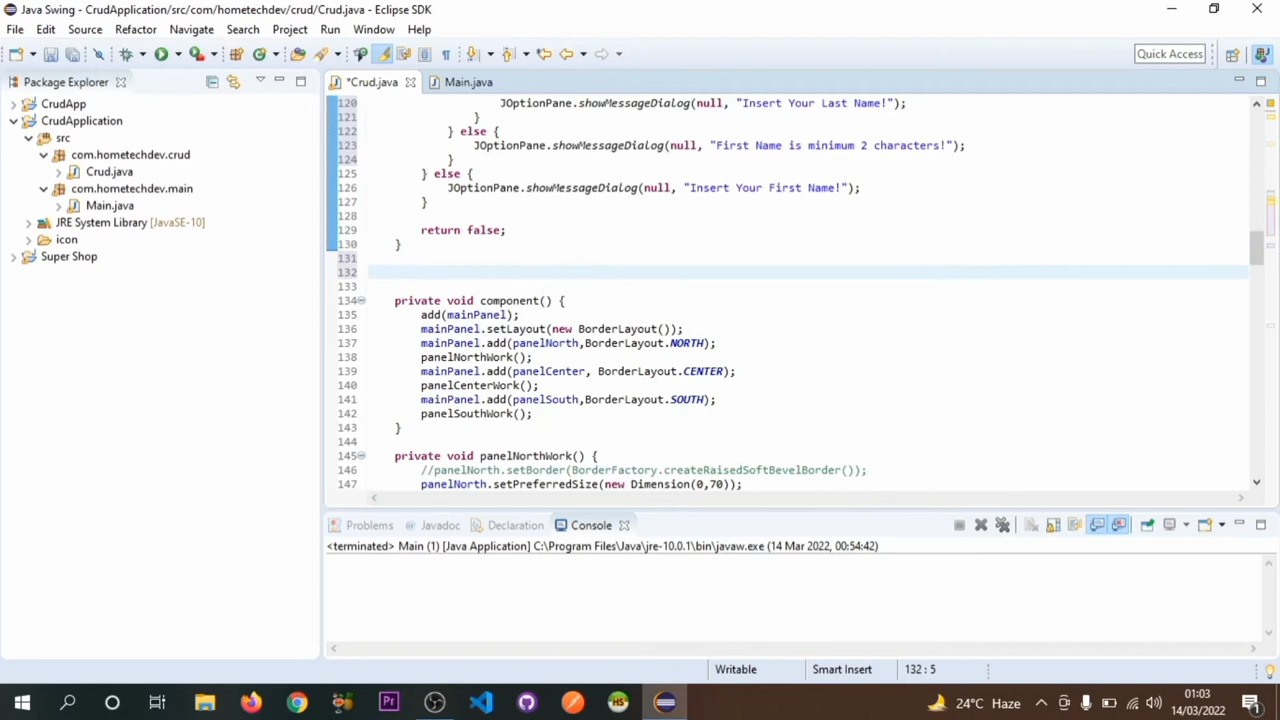 Java Swing - CrudApplication/src/com/hometechdev/crud/Crud.java - Eclipse SDK
File Edit Source Refactor Navigate Search Project Run Window Help
Quick Access
Package Explorer
*Crud.java
Main.java
CrudApp
CrudApplication
src
com.hometechdev.crud
Crud.java
com.hometechdev.main
Main.java
JRE System Library [JavaSE-10]
icon
Super Shop
120 JOptionPane.showMessageDialog(null, "Insert Your Last Name!");
121 }
122 } else {
123 JOptionPane.showMessageDialog(null, "First Name is minimum 2 characters!");
124 }
125 } else {
126 JOptionPane.showMessageDialog(null, "Insert Your First Name!");
127 }
128
129 return false;
130 }
131
132
133
134 private void component() {
135 add(mainPanel);
136 mainPanel.setLayout(new BorderLayout());
137 mainPanel.add(panelNorth,BorderLayout.NORTH);
138 panelNorthWork();
139 mainPanel.add(panelCenter, BorderLayout.CENTER);
140 panelCenterWork();
141 mainPanel.add(panelSouth,BorderLayout.SOUTH);
142 panelSouthWork();
143 }
144
145 private void panelNorthWork() {
146 //panelNorth.setBorder(BorderFactory.createRaisedSoftBevelBorder());
147 panelNorth.setPreferredSize(new Dimension(0,70));
Problems Javadoc Declaration Console
<terminated> Main (1) [Java Application] C:\Program Files\Java\jre-10.0.1\bin\javaw.exe (14 Mar 2022, 00:54:42)
Writable Smart Insert 132 : 5
Pr
HS
24°C Haze
01:03
14/03/2022
1